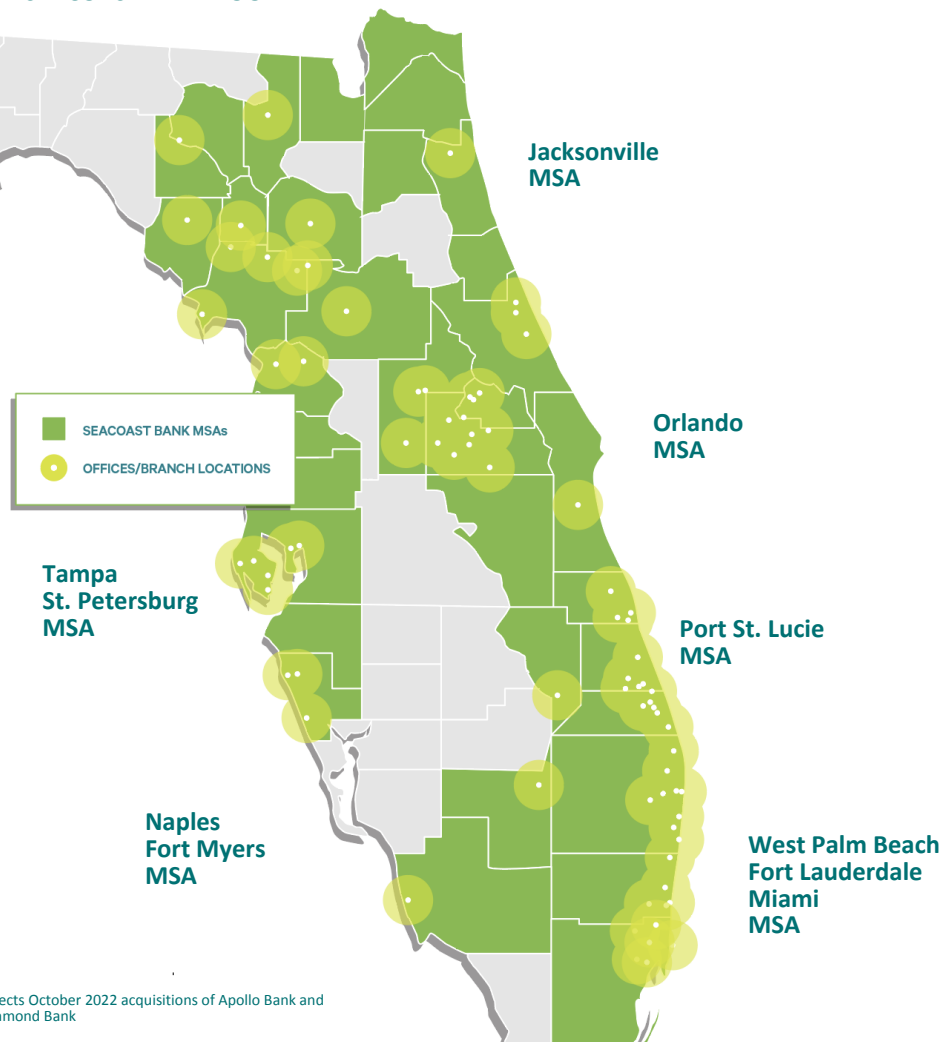 Jacksonville
MSA
Orlando
MSA
SEACOAST BANK MSAs
OFFICES/BRANCH LOCATIONS
Tampa
St. Petersburg
MSA
Port St. Lucie
MSA
Naples
Fort Myers
MSA
West Palm Beach
Fort Lauderdale
Miami
MSA
ects October 2022 acquisitions of Apollo Bank and
mond Bank